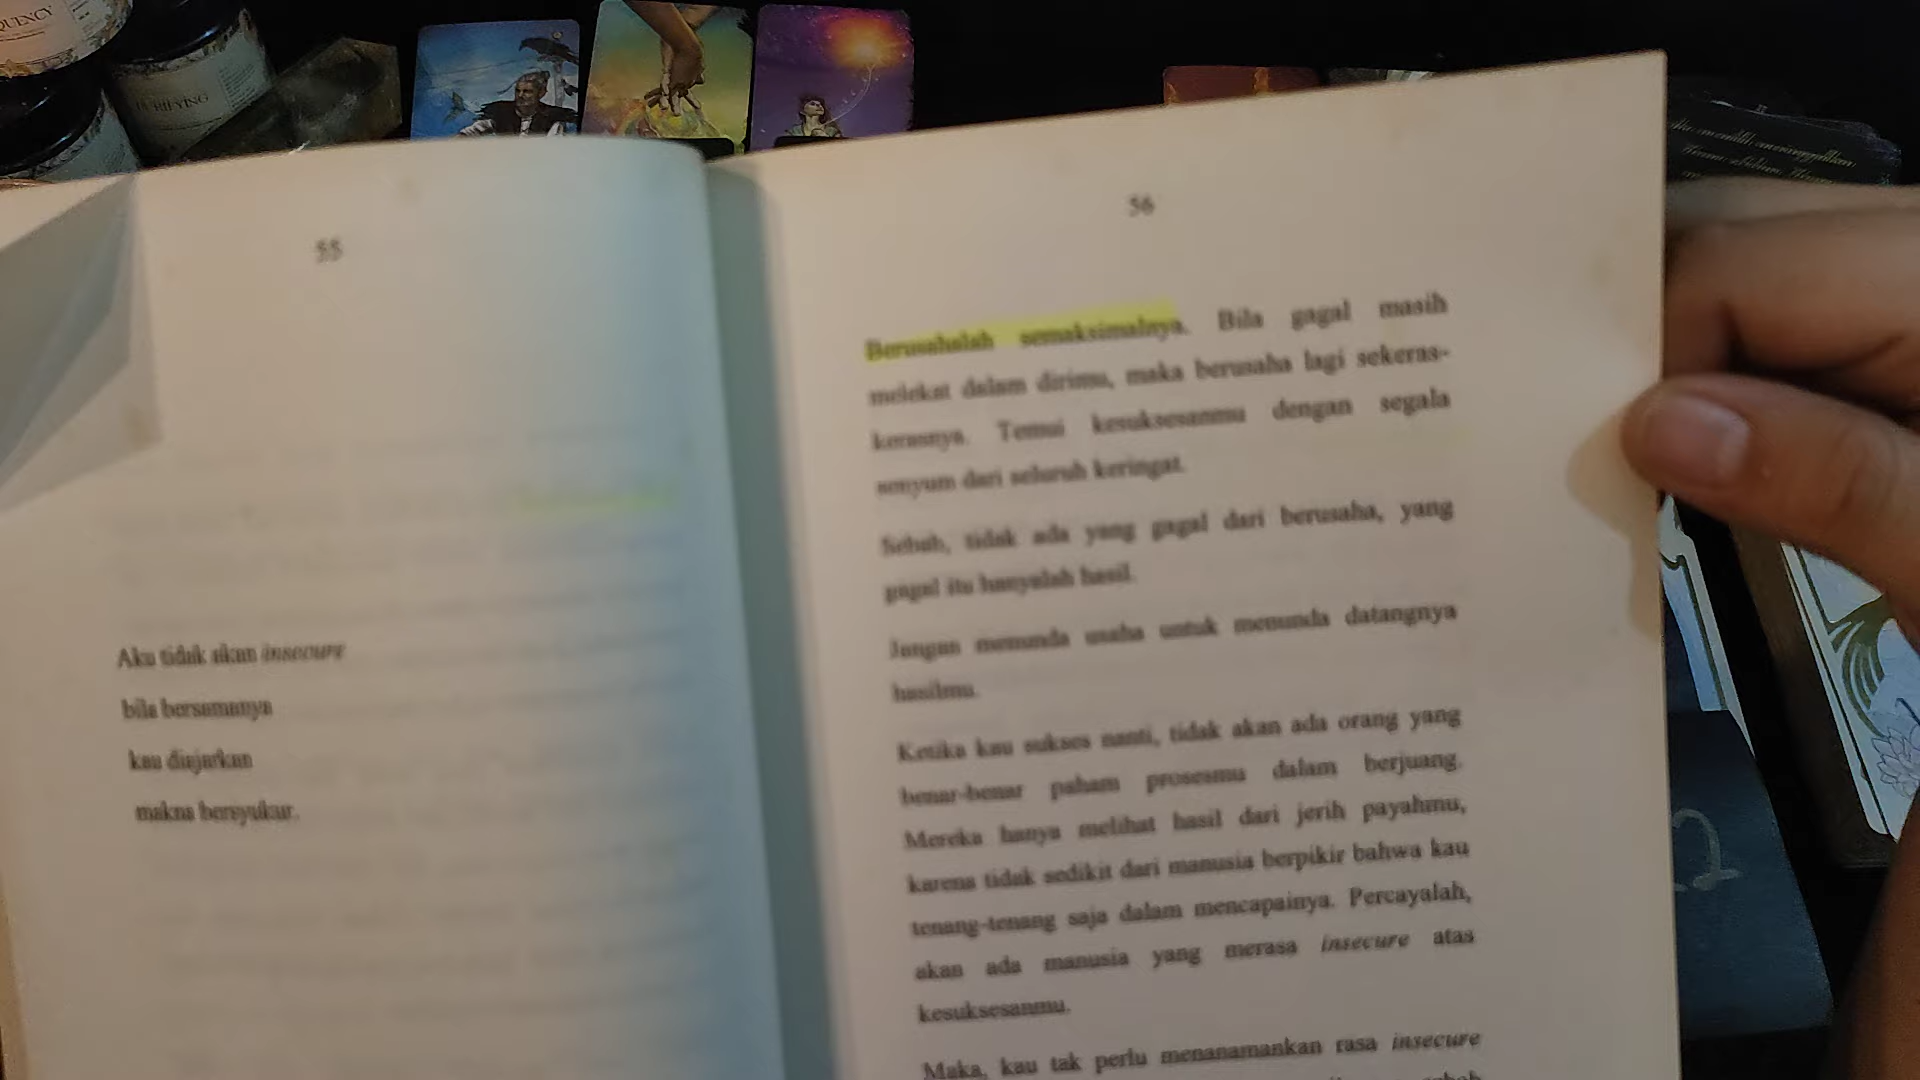 QUENCY
PURIFYING
55
Aku tidak akan insecure
bila bersamanya
kau diajarkan
makna bersyukur.
56
Berusahalah semaksimalnya. Bila gagal masih
melekat dalam dirimu, maka berusaha lagi sekeras-
kerasnya. Temui kesuksesanmu dengan segala
senyum dari seluruh keringat.
Sebab, tidak ada yang gagal dari berusaha, yang
gagal itu hanyalah hasil.
Jangan menunda usaha untuk menunda datangnya
hasilmu.
Ketika kau sukses nanti, tidak akan ada orang yang
benar-benar paham prosesmu dalam berjuang.
Mereka hanya melihat hasil dari jerih payahmu,
karena tidak sedikit dari manusia berpikir bahwa kau
tenang-tenang saja dalam mencapainya. Percayalah,
akan ada manusia yang merasa insecure atas
kesuksesanmu.
Maka, kau tak perlu menanamankan rasa insecure